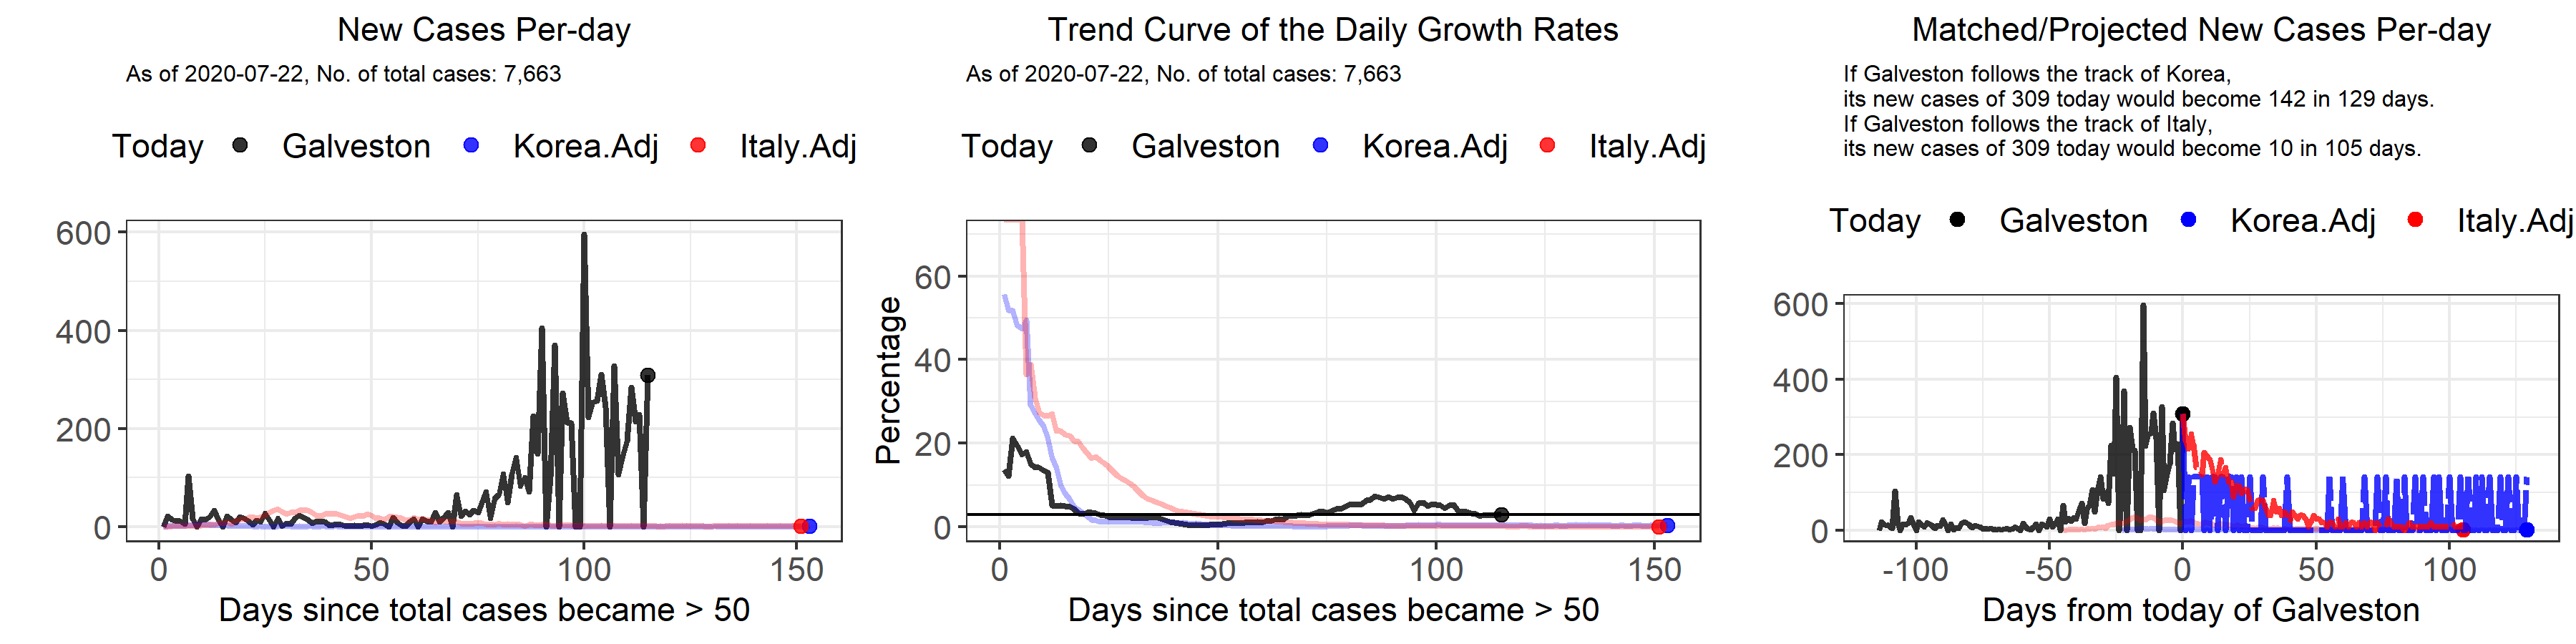 New Cases Per-day
As of 2020-07-22, No. of total cases: 7,663
Today Galveston Korea.Adj Italy.Adj
600
400
200
0
0 50 100 150
Days since total cases became > 50
Trend Curve of the Daily Growth Rates
As of 2020-07-22, No. of total cases: 7,663
Today Galveston Korea.Adj Italy.Adj
Percentage
60
40
20
0
0 50 100 150
Days since total cases became > 50
Matched/Projected New Cases Per-day
If Galveston follows the track of Korea,
its new cases of 309 today would become 142 in 129 days.
If Galveston follows the track of Italy,
its new cases of 309 today would become 10 in 105 days.
Today Galveston Korea.Adj Italy.Adj
600
400
200
0
-100 -50 0 50 100
Days from today of Galveston